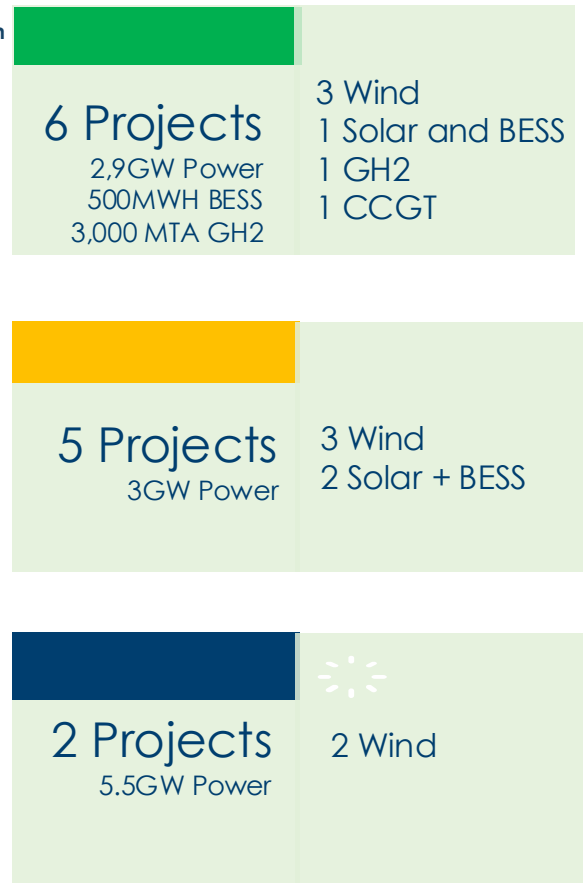 6 Projects
2,9GW Power
500MWH BESS
3,000 MTA GH2
3 Wind
1 Solar and BESS
1 GH2
1 CCGT
5 Projects
3GW Power
3 Wind
2 Solar + BESS
2 Projects
5.5GW Power
2 Wind